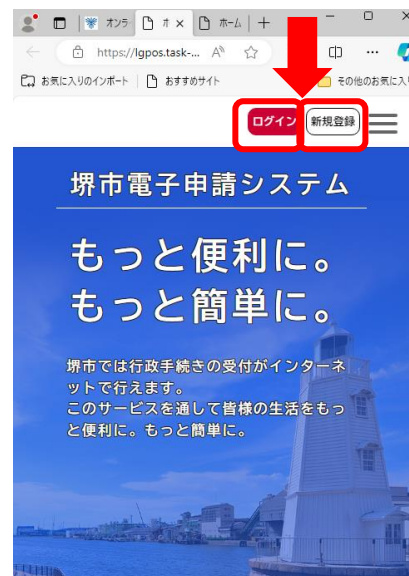 オンラ
オ
ホーム
https://lgpos.task-...
お気に入りのインポート
おすすめサイト
その他のお気に入
ログイン
新規登録
堺市電子申請システム
もっと便利に。
もっと簡単に。
堺市では行政手続きの受付がインターネ
ットで行えます。
このサービスを通して皆様の生活をもっ
と便利に。もっと簡単に。